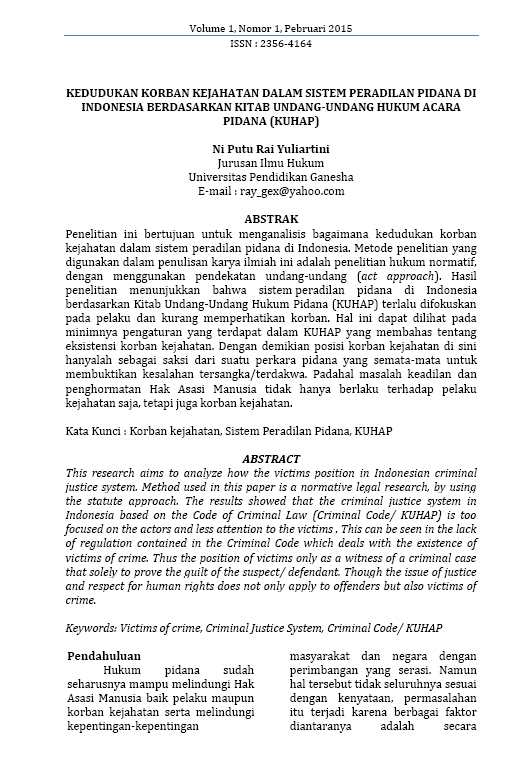 Volume 1, Nomor 1, Pebruari 2015
ISSN : 2356-4164
KEDUDUKAN KORBAN KEJAHATAN DALAM SISTEM PERADILAN PIDANA DI
INDONESIA BERDASARKAN KITAB UNDANG-UNDANG HUKUM ACARA
PIDANA (KUHAP)
Ni Putu Rai Yuliartini
Jurusan Ilmu Hukum
Universitas Pendidikan Ganesha
E-mail : ray_gex@yahoo.com
ABSTRAK
Penelitian ini bertujuan untuk menganalisis bagaimana kedudukan korban
kejahatan dalam sistem peradilan pidana di Indonesia. Metode penelitian yang
digunakan dalam penulisan karya ilmiah ini adalah penelitian hukum normatif,
dengan menggunakan pendekatan undang-undang (act approach). Hasil
penelitian menunjukkan bahwa sistem peradilan pidana di Indonesia
berdasarkan Kitab Undang-Undang Hukum Pidana (KUHAP) terlalu difokuskan
pada pelaku dan kurang memperhatikan korban. Hal ini dapat dilihat pada
minimnya pengaturan yang terdapat dalam KUHAP yang membahas tentang
eksistensi korban kejahatan. Dengan demikian posisi korban kejahatan di sini
hanyalah sebagai saksi dari suatu perkara pidana yang semata-mata untuk
membuktikan kesalahan tersangka/terdakwa. Padahal masalah keadilan dan
penghormatan Hak Asasi Manusia tidak hanya berlaku terhadap pelaku
kejahatan saja, tetapi juga korban kejahatan.
Kata Kunci : Korban kejahatan, Sistem Peradilan Pidana, KUHAP
ABSTRACT
This research aims to analyze how the victims position in Indonesian criminal
justice system. Method used in this paper is a normative legal research, by using
the statute approach. The results showed that the criminal justice system in
Indonesia based on the Code of Criminal Law (Criminal Code/ KUHAP) is too
focused on the actors and less attention to the victims . This can be seen in the lack
of regulation contained in the Criminal Code which deals with the existence of
victims of crime. Thus the position of victims only as a witness of a criminal case
that solely to prove the guilt of the suspect/ defendant. Though the issue of justice
and respect for human rights does not only apply to offenders but also victims of
crime.
Keywords: Victims of crime, Criminal Justice System, Criminal Code/ KUHAP
Pendahuluan
Hukum pidana sudah
seharusnya mampu melindungi Hak
Asasi Manusia baik pelaku maupun
korban kejahatan serta melindungi
kepentingan-kepentingan
masyarakat dan negara dengan
perimbangan yang serasi. Namun
hal tersebut tidak seluruhnya sesuai
dengan kenyataan, permasalahan
itu terjadi karena berbagai faktor
diantaranya adalah secara